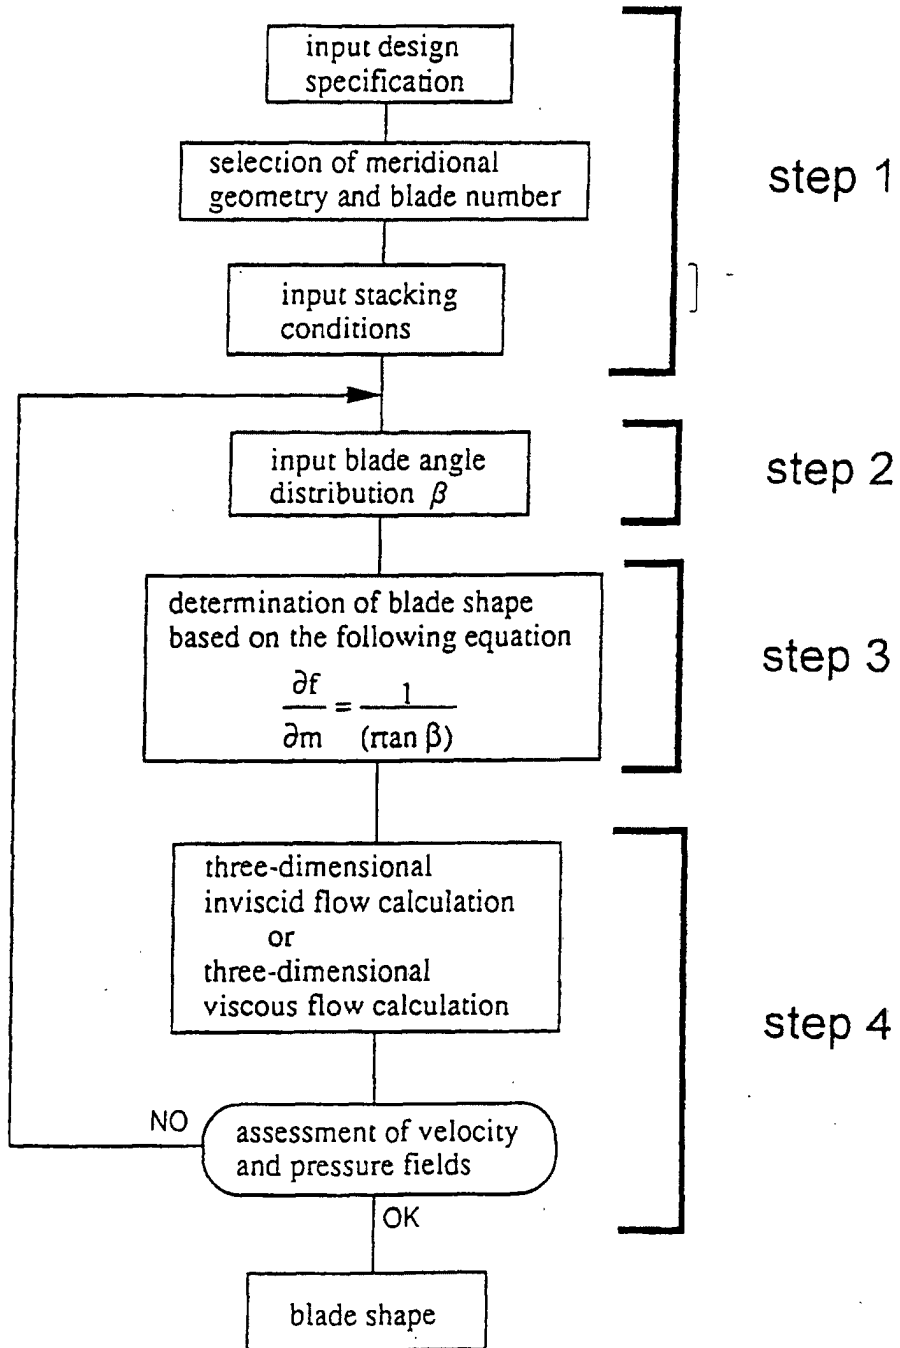 input design
specification
selection of meridional
geometry and blade number
step 1
input stacking
conditions
input blade angle
distribution β
step 2
determination of blade shape
based on the following equation
∂f/∂m = 1/(rtan β)
step 3
three-dimensional
inviscid flow calculation
or
three-dimensional
viscous flow calculation
step 4
NO
assessment of velocity
and pressure fields
OK
blade shape